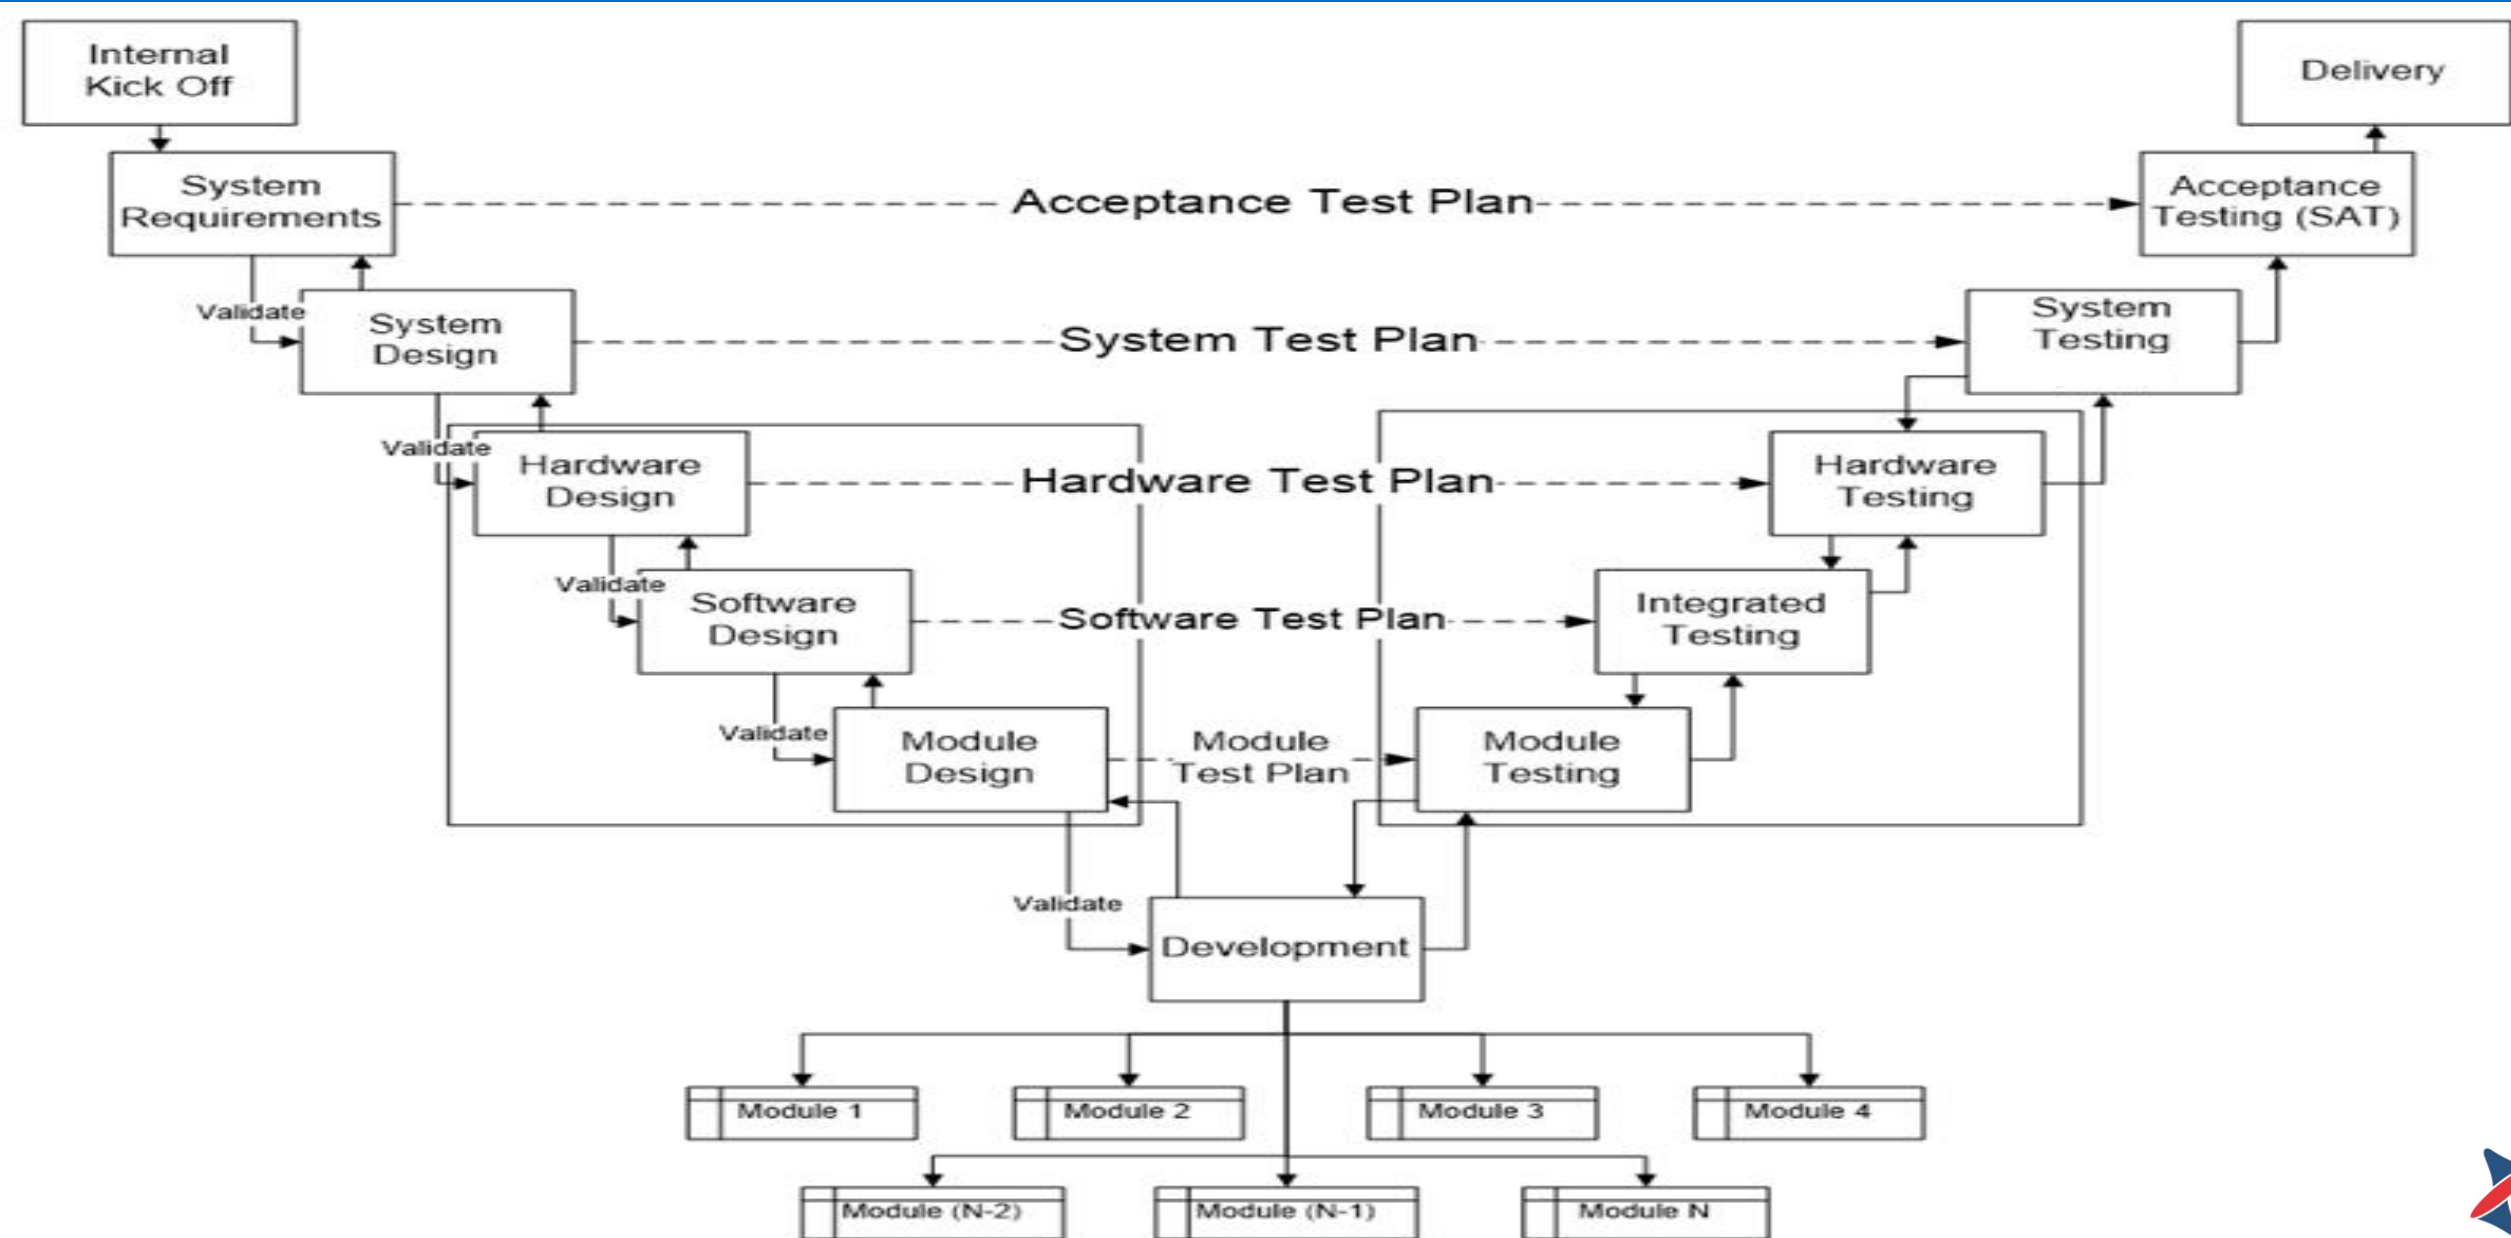 Internal
Kick Off
Delivery
System
Requirements
Acceptance Test Plan
Acceptance
Testing (SAT)
Validate
System
Design
System Test Plan
System
Testing
Validate
Hardware
Design
Hardware Test Plan
Hardware
Testing
Validate
Software
Design
Software Test Plan
Integrated
Testing
Validate
Module
Design
Module
Test Plan
Module
Testing
Validate
Development
Module 1
Module 2
Module 3
Module 4
Module (N-2)
Module (N-1)
Module N